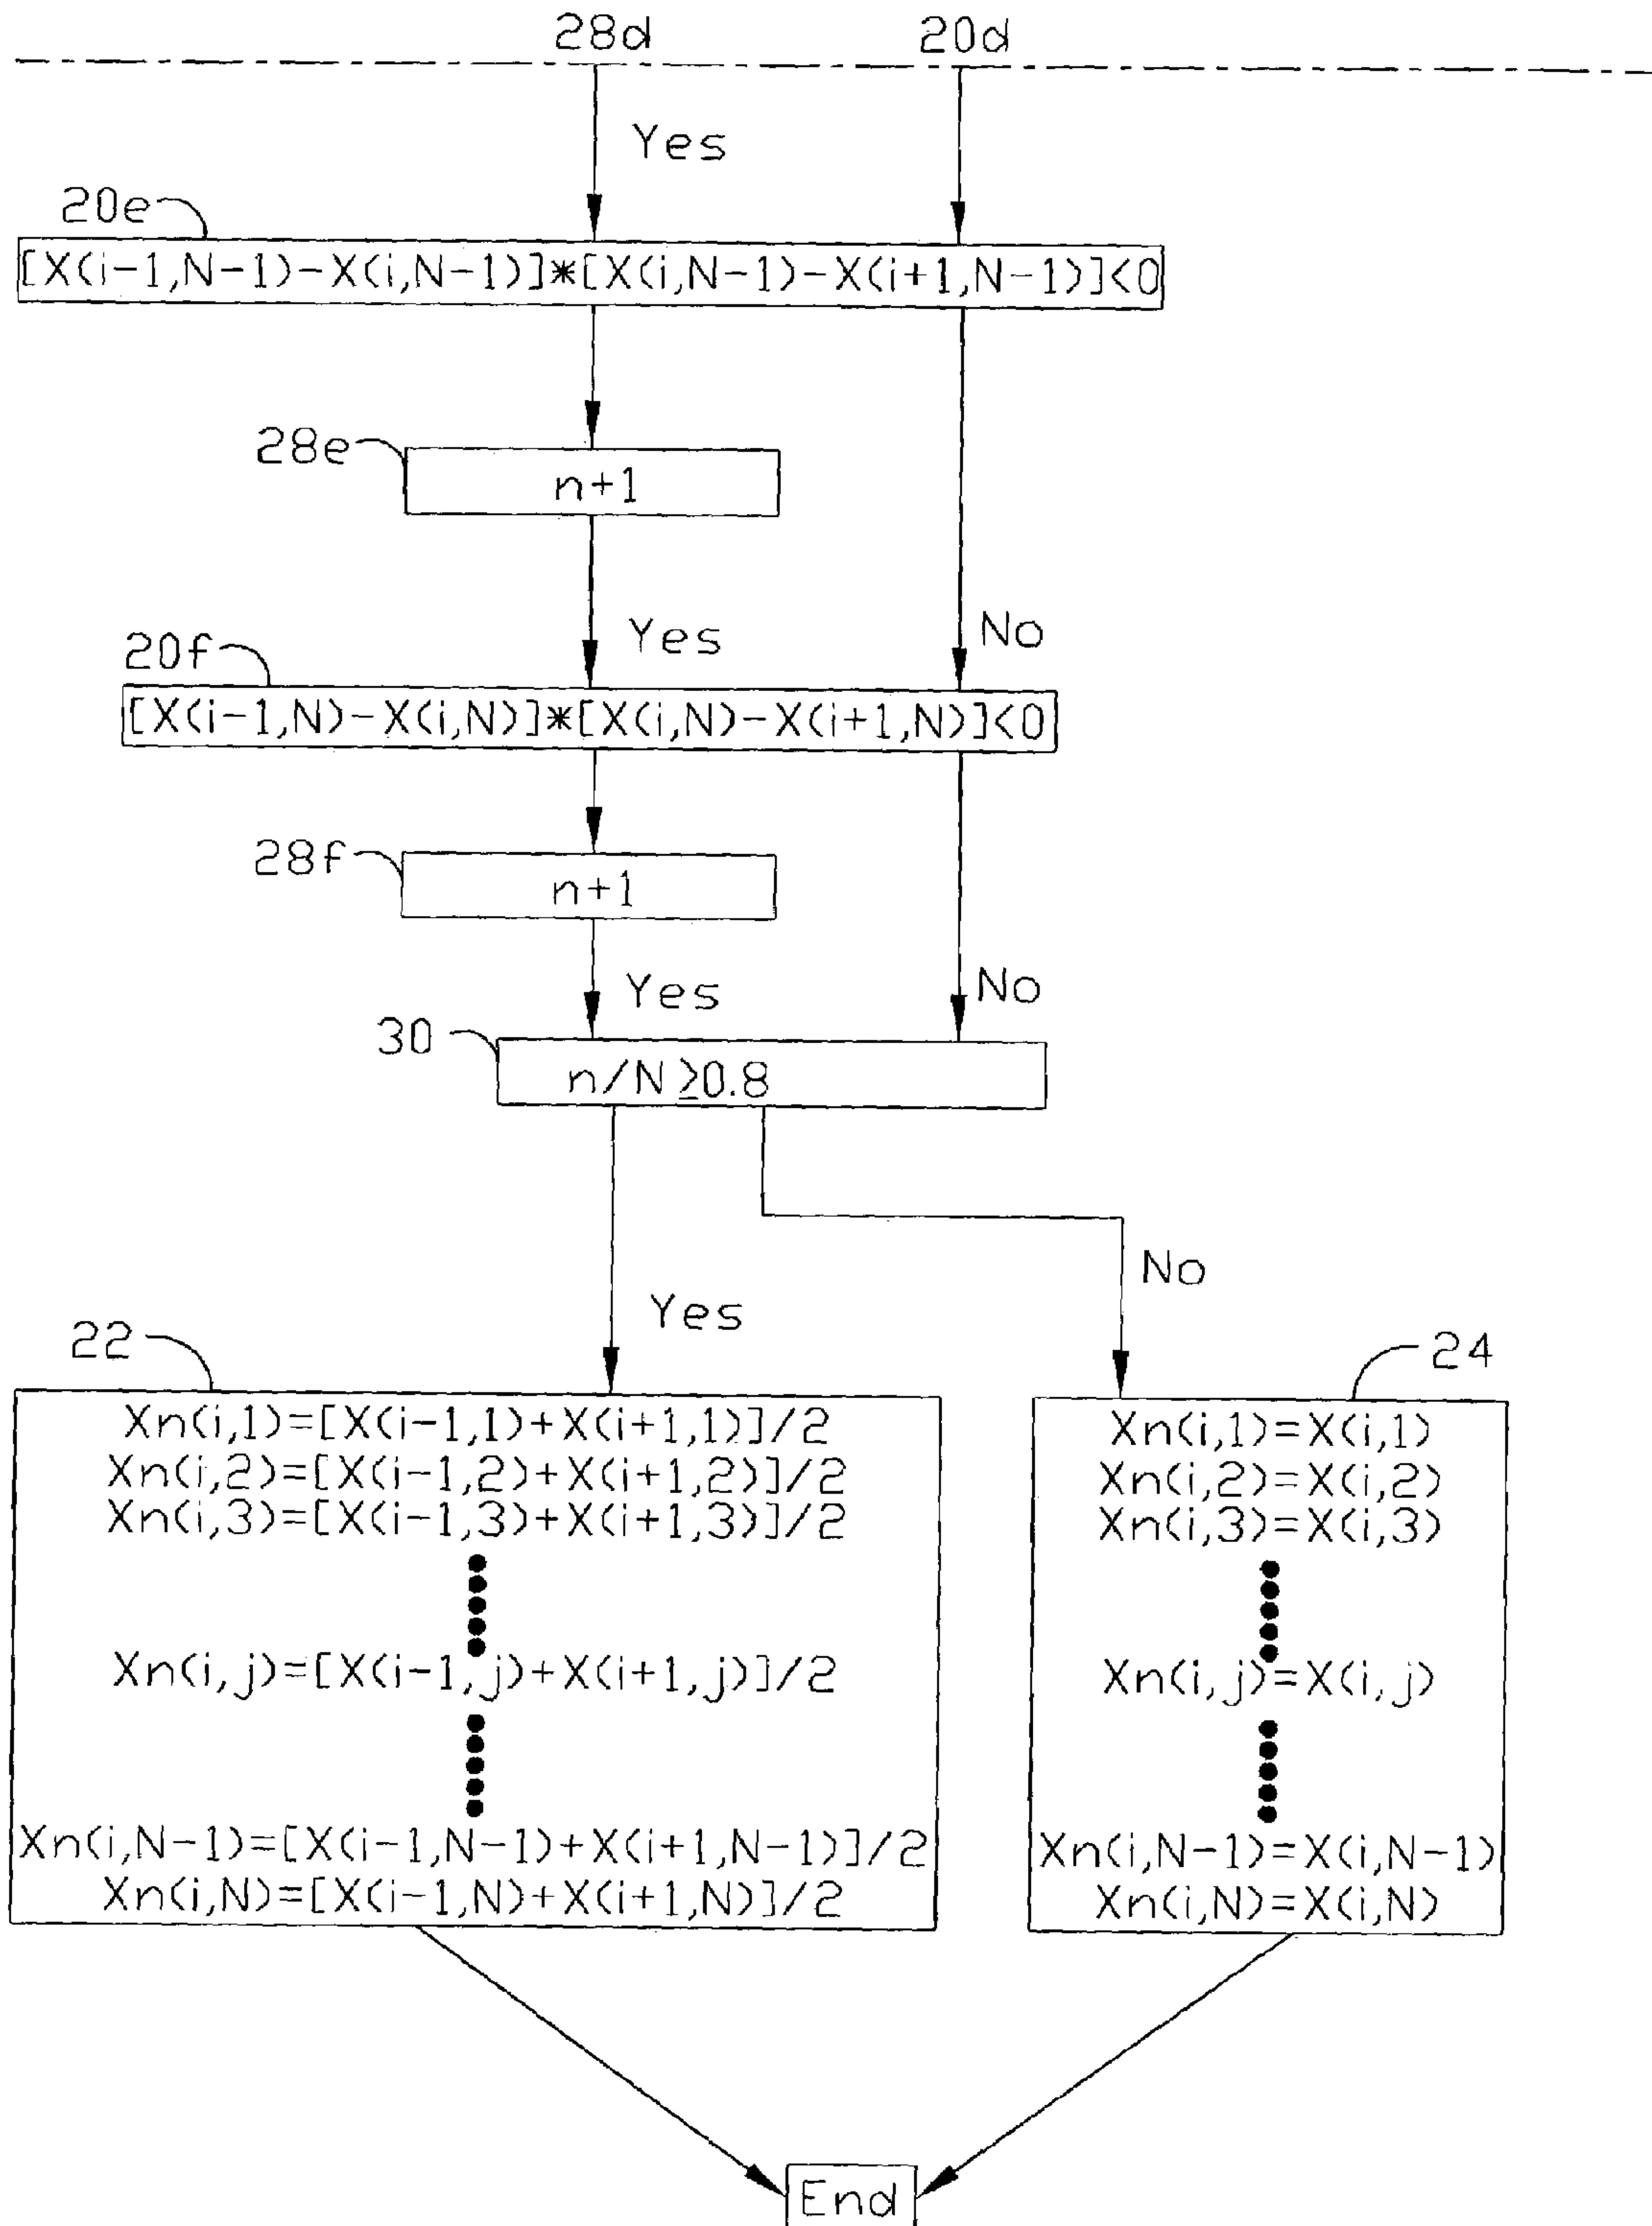 28d
20d
Yes
20e
[X(i-1,N-1)-X(i,N-1)]*[X(i,N-1)-X(i+1,N-1)]<0
28e
n+1
Yes
No
20f
[X(i-1,N)-X(i,N)]*[X(i,N)-X(i+1,N)]<0
28f
n+1
Yes
No
30
n/N≥0.8
Yes
No
22
Xn(i,1)=[X(i-1,1)+X(i+1,1)]/2
Xn(i,2)=[X(i-1,2)+X(i+1,2)]/2
Xn(i,3)=[X(i-1,3)+X(i+1,3)]/2
Xn(i,j)=[X(i-1,j)+X(i+1,j)]/2
Xn(i,N-1)=[X(i-1,N-1)+X(i+1,N-1)]/2
Xn(i,N)=[X(i-1,N)+X(i+1,N)]/2
24
Xn(i,1)=X(i,1)
Xn(i,2)=X(i,2)
Xn(i,3)=X(i,3)
Xn(i,j)=X(i,j)
Xn(i,N-1)=X(i,N-1)
Xn(i,N)=X(i,N)
End